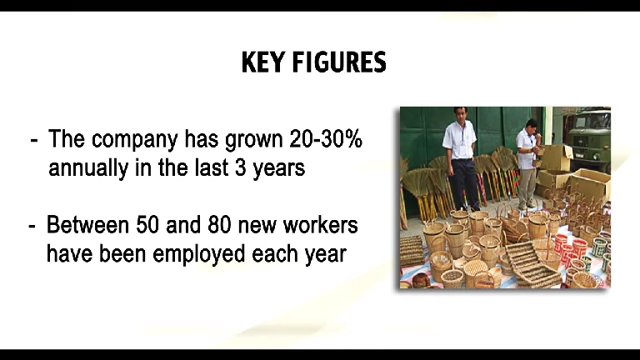 KEY FIGURES
- The company has grown 20-30%
annually in the last 3 years
- Between 50 and 80 new workers
have been employed each year